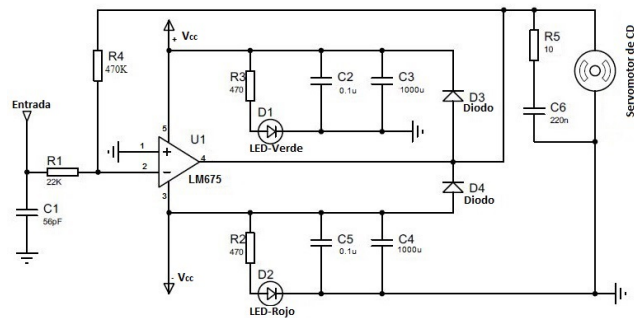 + Vcc
R4
470K
Entrada
R1
22K
C1
56pF
5
1
2
3
4
U1
LM675
R3
470
D1
LED-Verde
C2
0.1u
C3
1000u
D3
Diodo
D4
Diodo
R5
10
C6
220n
Servomotor de CD
- Vcc
R2
470
D2
LED-Rojo
C5
0.1u
C4
1000u